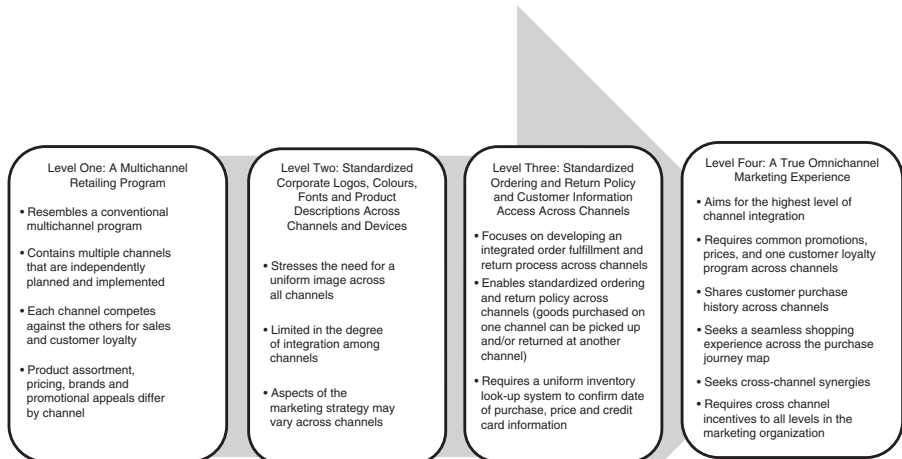 Level One: A Multichannel
Retailing Program
• Resembles a conventional
multichannel program
• Contains multiple channels
that are independently
planned and implemented
• Each channel competes
against the others for sales
and customer loyalty
• Product assortment,
pricing, brands and
promotional appeals differ
by channel
Level Two: Standardized
Corporate Logos, Colours,
Fonts and Product
Descriptions Across
Channels and Devices
• Stresses the need for a
uniform image across
all channels
• Limited in the degree
of integration among
channels
• Aspects of the
marketing strategy may
vary across channels
Level Three: Standardized
Ordering and Return Policy
and Customer Information
Access Across Channels
• Focuses on developing an
integrated order fulfillment and
return process across channels
• Enables standardized ordering
and return policy across
channels (goods purchased on
one channel can be picked up
and/or returned at another
channel)
• Requires a uniform inventory
look-up system to confirm date
of purchase, price and credit
card information
Level Four: A True Omnichannel
Marketing Experience
• Aims for the highest level of
channel integration
• Requires common promotions,
prices, and one customer loyalty
program across channels
• Shares customer purchase
history across channels
• Seeks a seamless shopping
experience across the purchase
journey map
• Seeks cross-channel synergies
• Requires cross channel
incentives to all levels in the
marketing organization